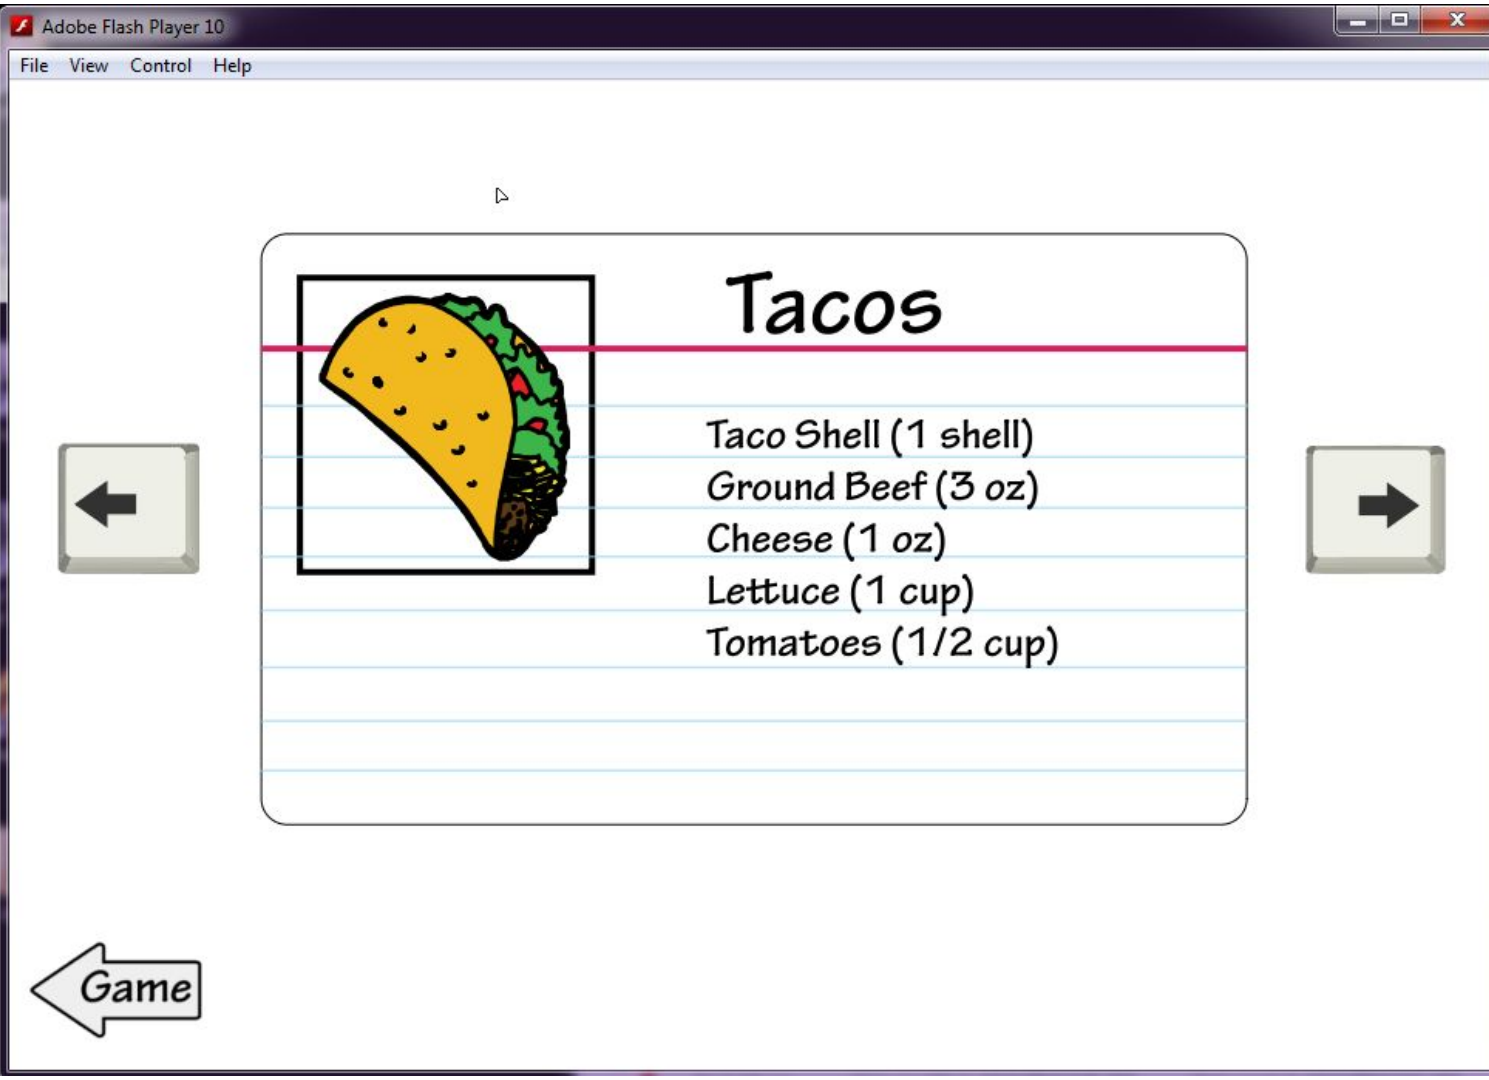 Adobe Flash Player 10
File View Control Help
Tacos
Taco Shell (1 shell)
Ground Beef (3 oz)
Cheese (1 oz)
Lettuce (1 cup)
Tomatoes (1/2 cup)
Game